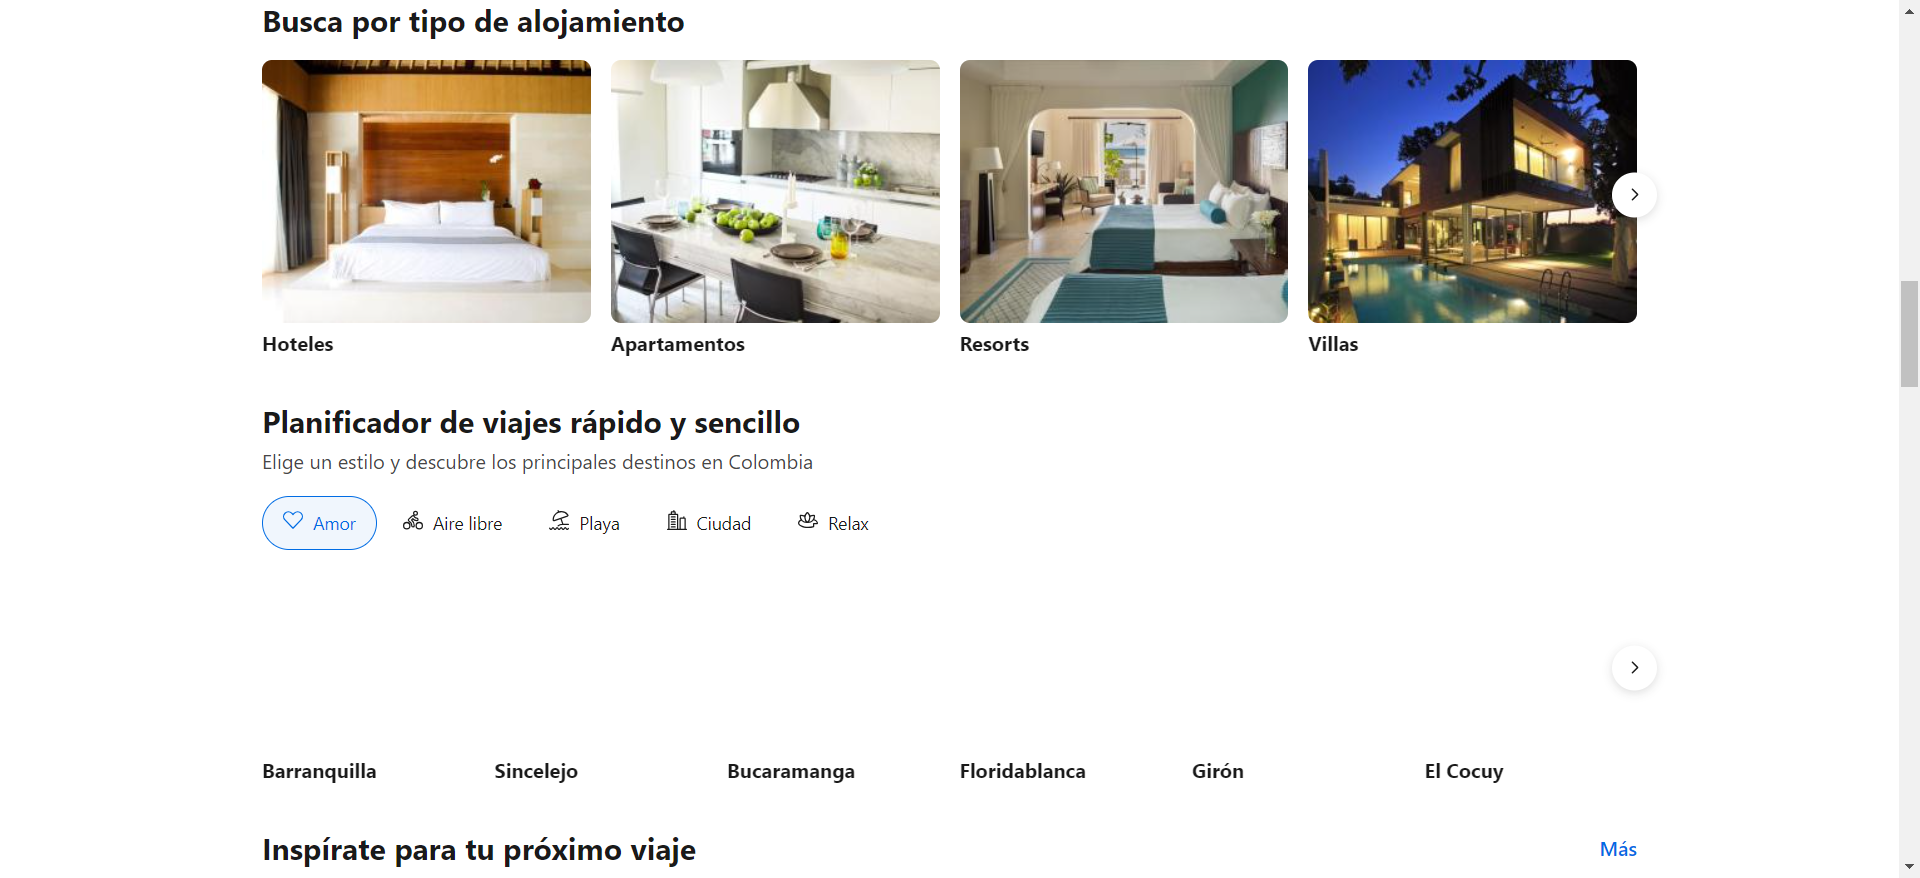 Busca por tipo de alojamiento
Hoteles
Apartamentos
Resorts
Villas
Planificador de viajes rápido y sencillo
Elige un estilo y descubre los principales destinos en Colombia
Amor
Aire libre
Playa
Ciudad
Relax
Barranquilla
Sincelejo
Bucaramanga
Floridablanca
Girón
El Cocuy
Inspírate para tu próximo viaje
Más